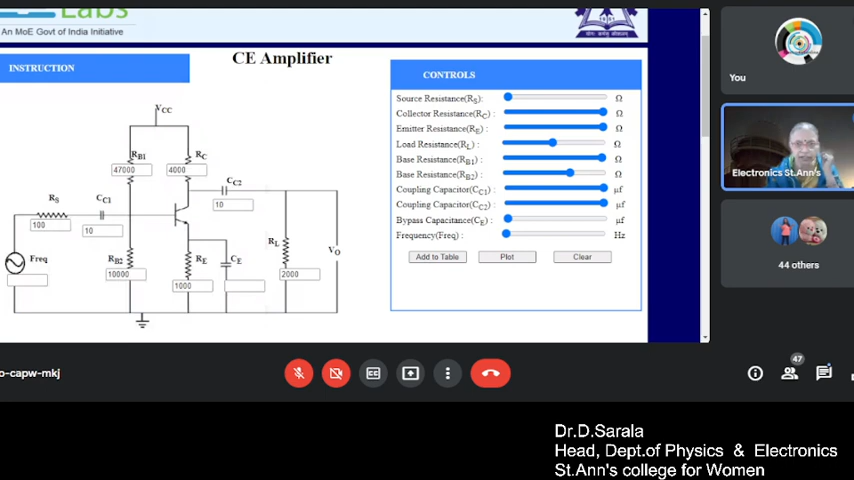 Labs
An MoE Govt of India Initiative
CE Amplifier
INSTRUCTION
VCC
RB1
RC
47000
4000
CC2
10
RS
CC1
100
10
Freq
RB2
RE
CE
RL
VO
10000
1000
2000
CONTROLS
Source Resistance(RS):
Ω
Collector Resistance(RC) :
Ω
Emitter Resistance(RE) :
Ω
Load Resistance(RL) :
Ω
Base Resistance(RB1) :
Ω
Base Resistance(RB2) :
Ω
Coupling Capacitor(CC1) :
μf
Coupling Capacitor(CC2) :
μf
Bypass Capacitance(CE) :
μf
Frequency(Freq) :
Hz
Add to Table
Plot
Clear
You
Electronics St.Ann's
44 others
o-capw-mkj
47
Dr.D.Sarala
Head, Dept.of Physics & Electronics
St.Ann's college for Women